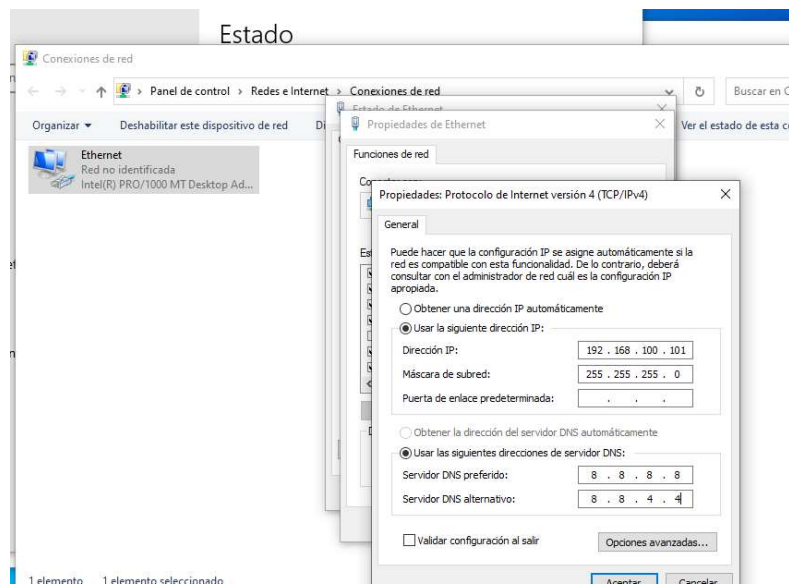 Estado
Conexiones de red
Panel de control > Redes e Internet > Conexiones de red
Buscar en C
Organizar
Deshabilitar este dispositivo de red
Ver el estado de esta
Ethernet
Red no identificada
Intel(R) PRO/1000 MT Desktop Ad...
Estado de Ethernet
Propiedades de Ethernet
Funciones de red
Propiedades: Protocolo de Internet versión 4 (TCP/IPv4)
General
Puede hacer que la configuración IP se asigne automáticamente si la
red es compatible con esta funcionalidad. De lo contrario, deberá
consultar con el administrador de red cuál es la configuración IP
apropiada.
Obtener una dirección IP automáticamente
Usar la siguiente dirección IP:
Dirección IP: 192 . 168 . 100 . 101
Máscara de subred: 255 . 255 . 255 . 0
Puerta de enlace predeterminada: . . .
Obtener la dirección del servidor DNS automáticamente
Usar las siguientes direcciones de servidor DNS:
Servidor DNS preferido: 8 . 8 . 8 . 8
Servidor DNS alternativo: 8 . 8 . 4 . 4
Validar configuración al salir
Opciones avanzadas...
Aceptar Cancelar
1 elemento 1 elemento seleccionado